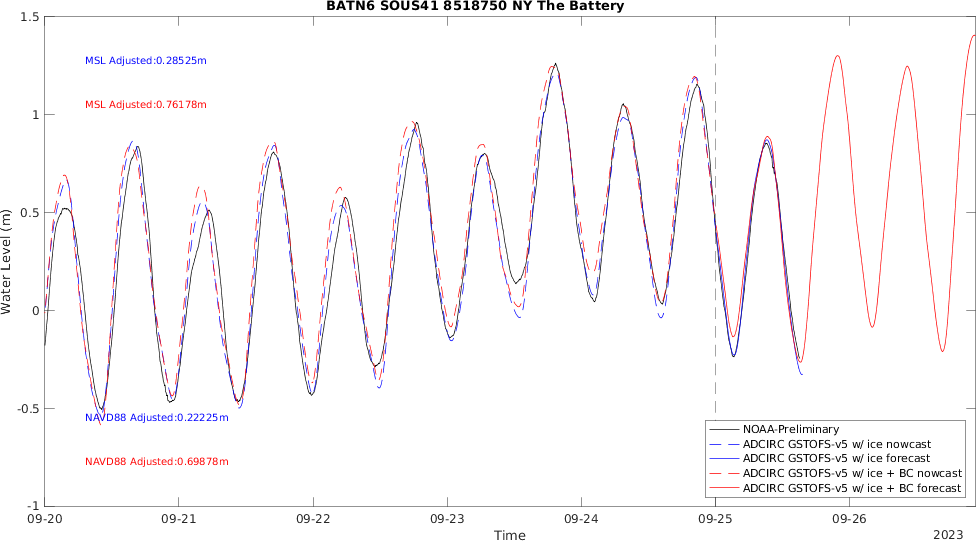 BATN6 SOUS41 8518750 NY The Battery
1.5
1
0.5
0
-0.5
-1
Water Level (m)
MSL Adjusted:0.28525m
MSL Adjusted:0.76178m
NAVD88 Adjusted:0.22225m
NAVD88 Adjusted:0.69878m
NOAA-Preliminary
ADCIRC GSTOFS-v5 w/ ice nowcast
ADCIRC GSTOFS-v5 w/ ice forecast
ADCIRC GSTOFS-v5 w/ ice + BC nowcast
ADCIRC GSTOFS-v5 w/ ice + BC forecast
09-20 09-21 09-22 09-23 09-24 09-25 09-26
Time
2023